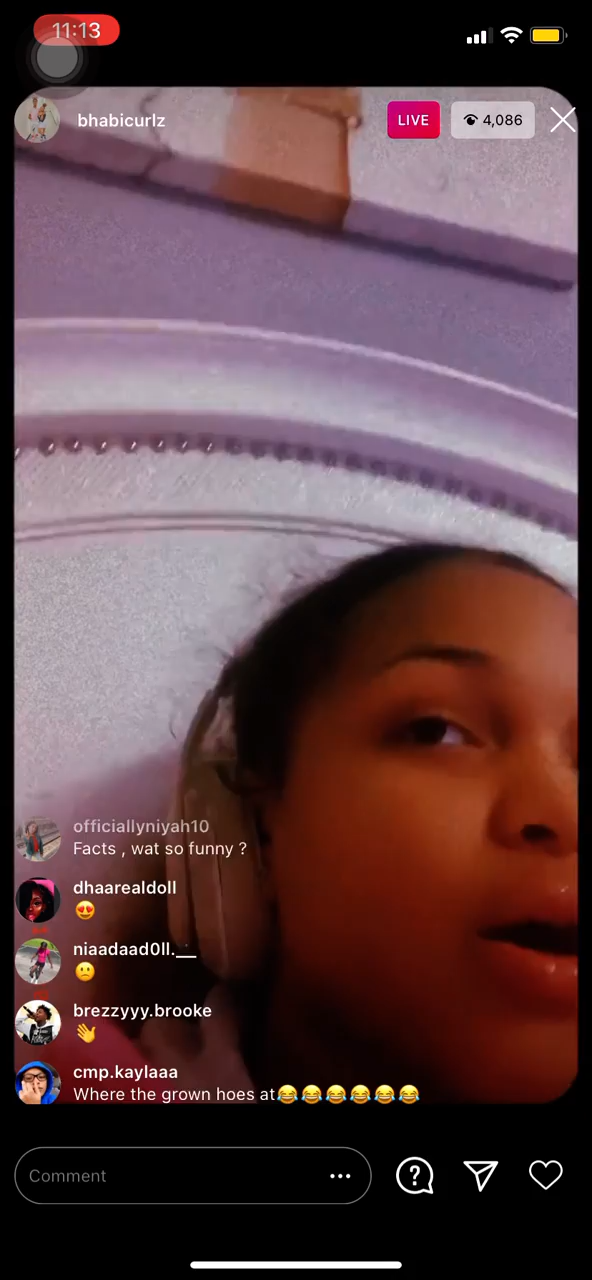 11:13
bhabicurlz
LIVE
4,086
officiallyniyah10
Facts , wat so funny ?
dhaarealdoll
😍
niaadaad0ll.__
🙁
brezzyyy.brooke
👋
cmp.kaylaaa
Where the grown hoes at😂😂😂😂😂😂
Comment